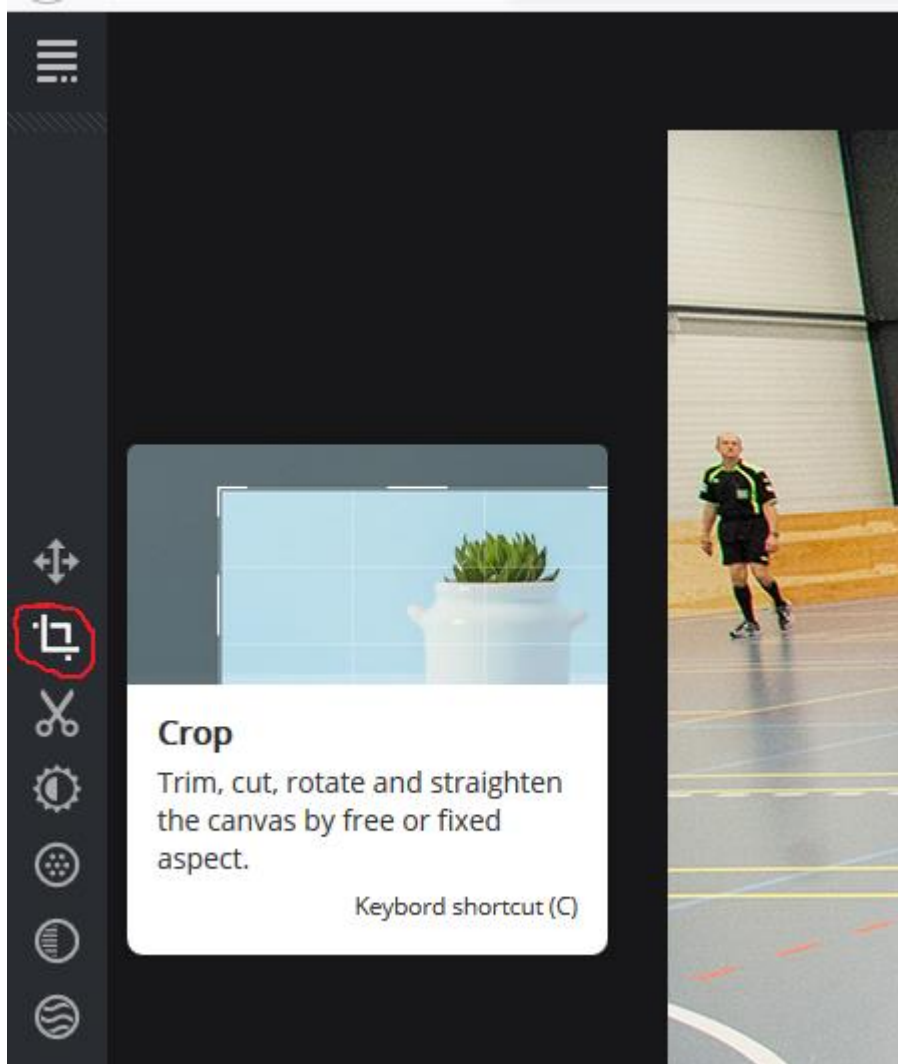 Crop
Trim, cut, rotate and straighten
the canvas by free or fixed
aspect.
Keybord shortcut (C)